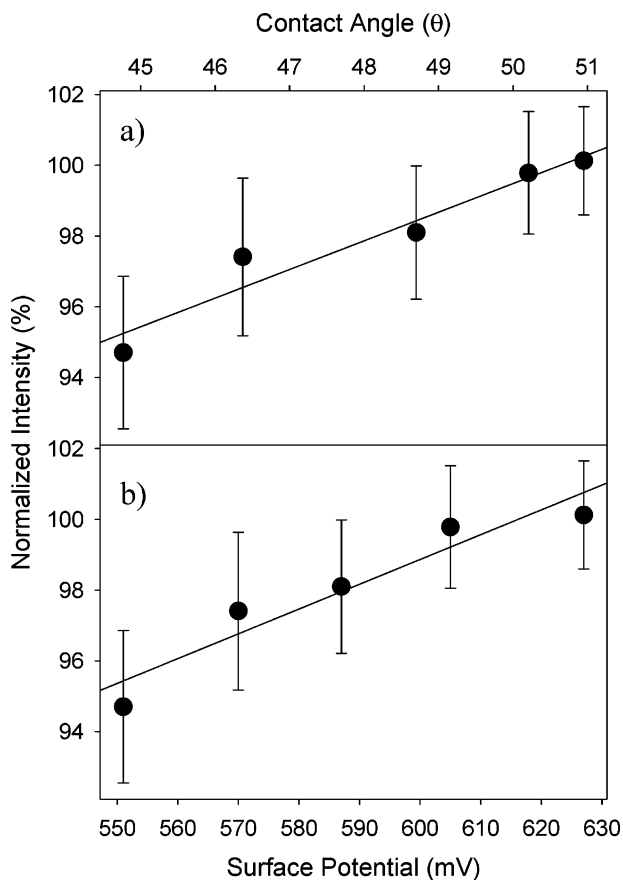 Contact Angle (θ)
45 46 47 48 49 50 51
102
a)
100
98
96
94
102
b)
100
98
96
94
Normalized Intensity (%)
550 560 570 580 590 600 610 620 630
Surface Potential (mV)